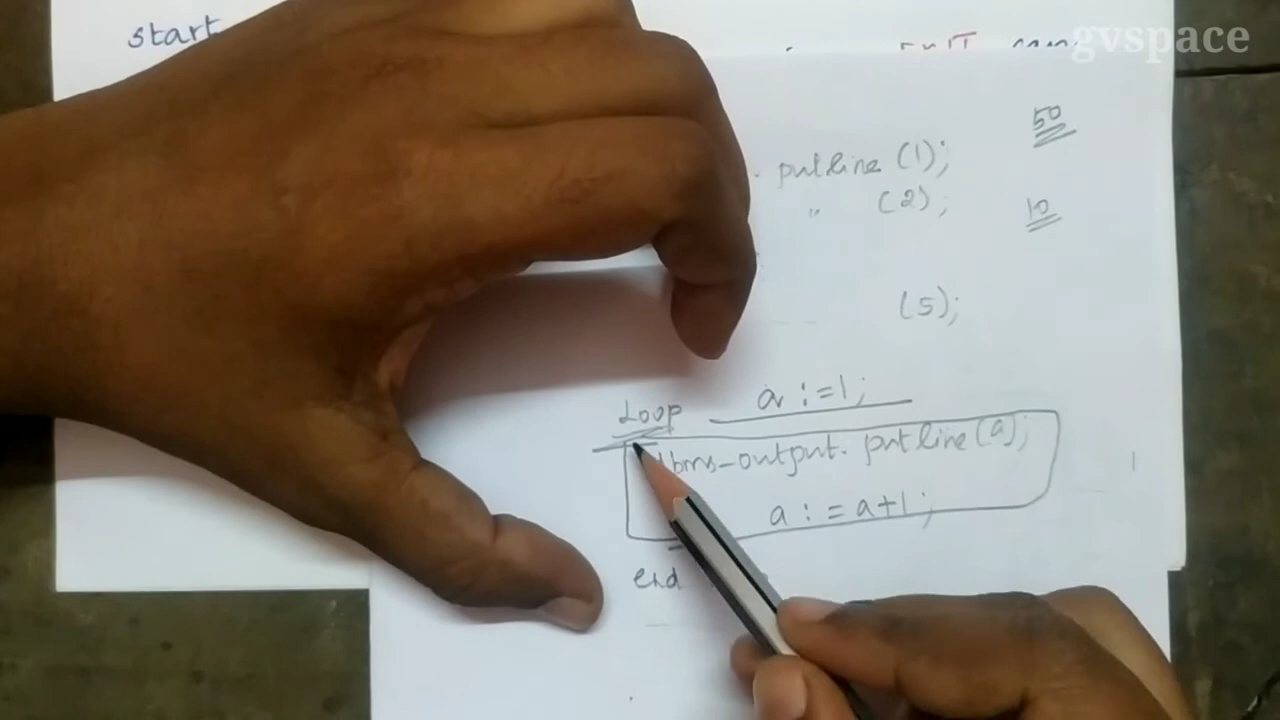 start
gvspace
50
putline (1);
" (2);
10
(5);
a :=1;
Loop
dbms-output. putline(a);
a := a+1;
end